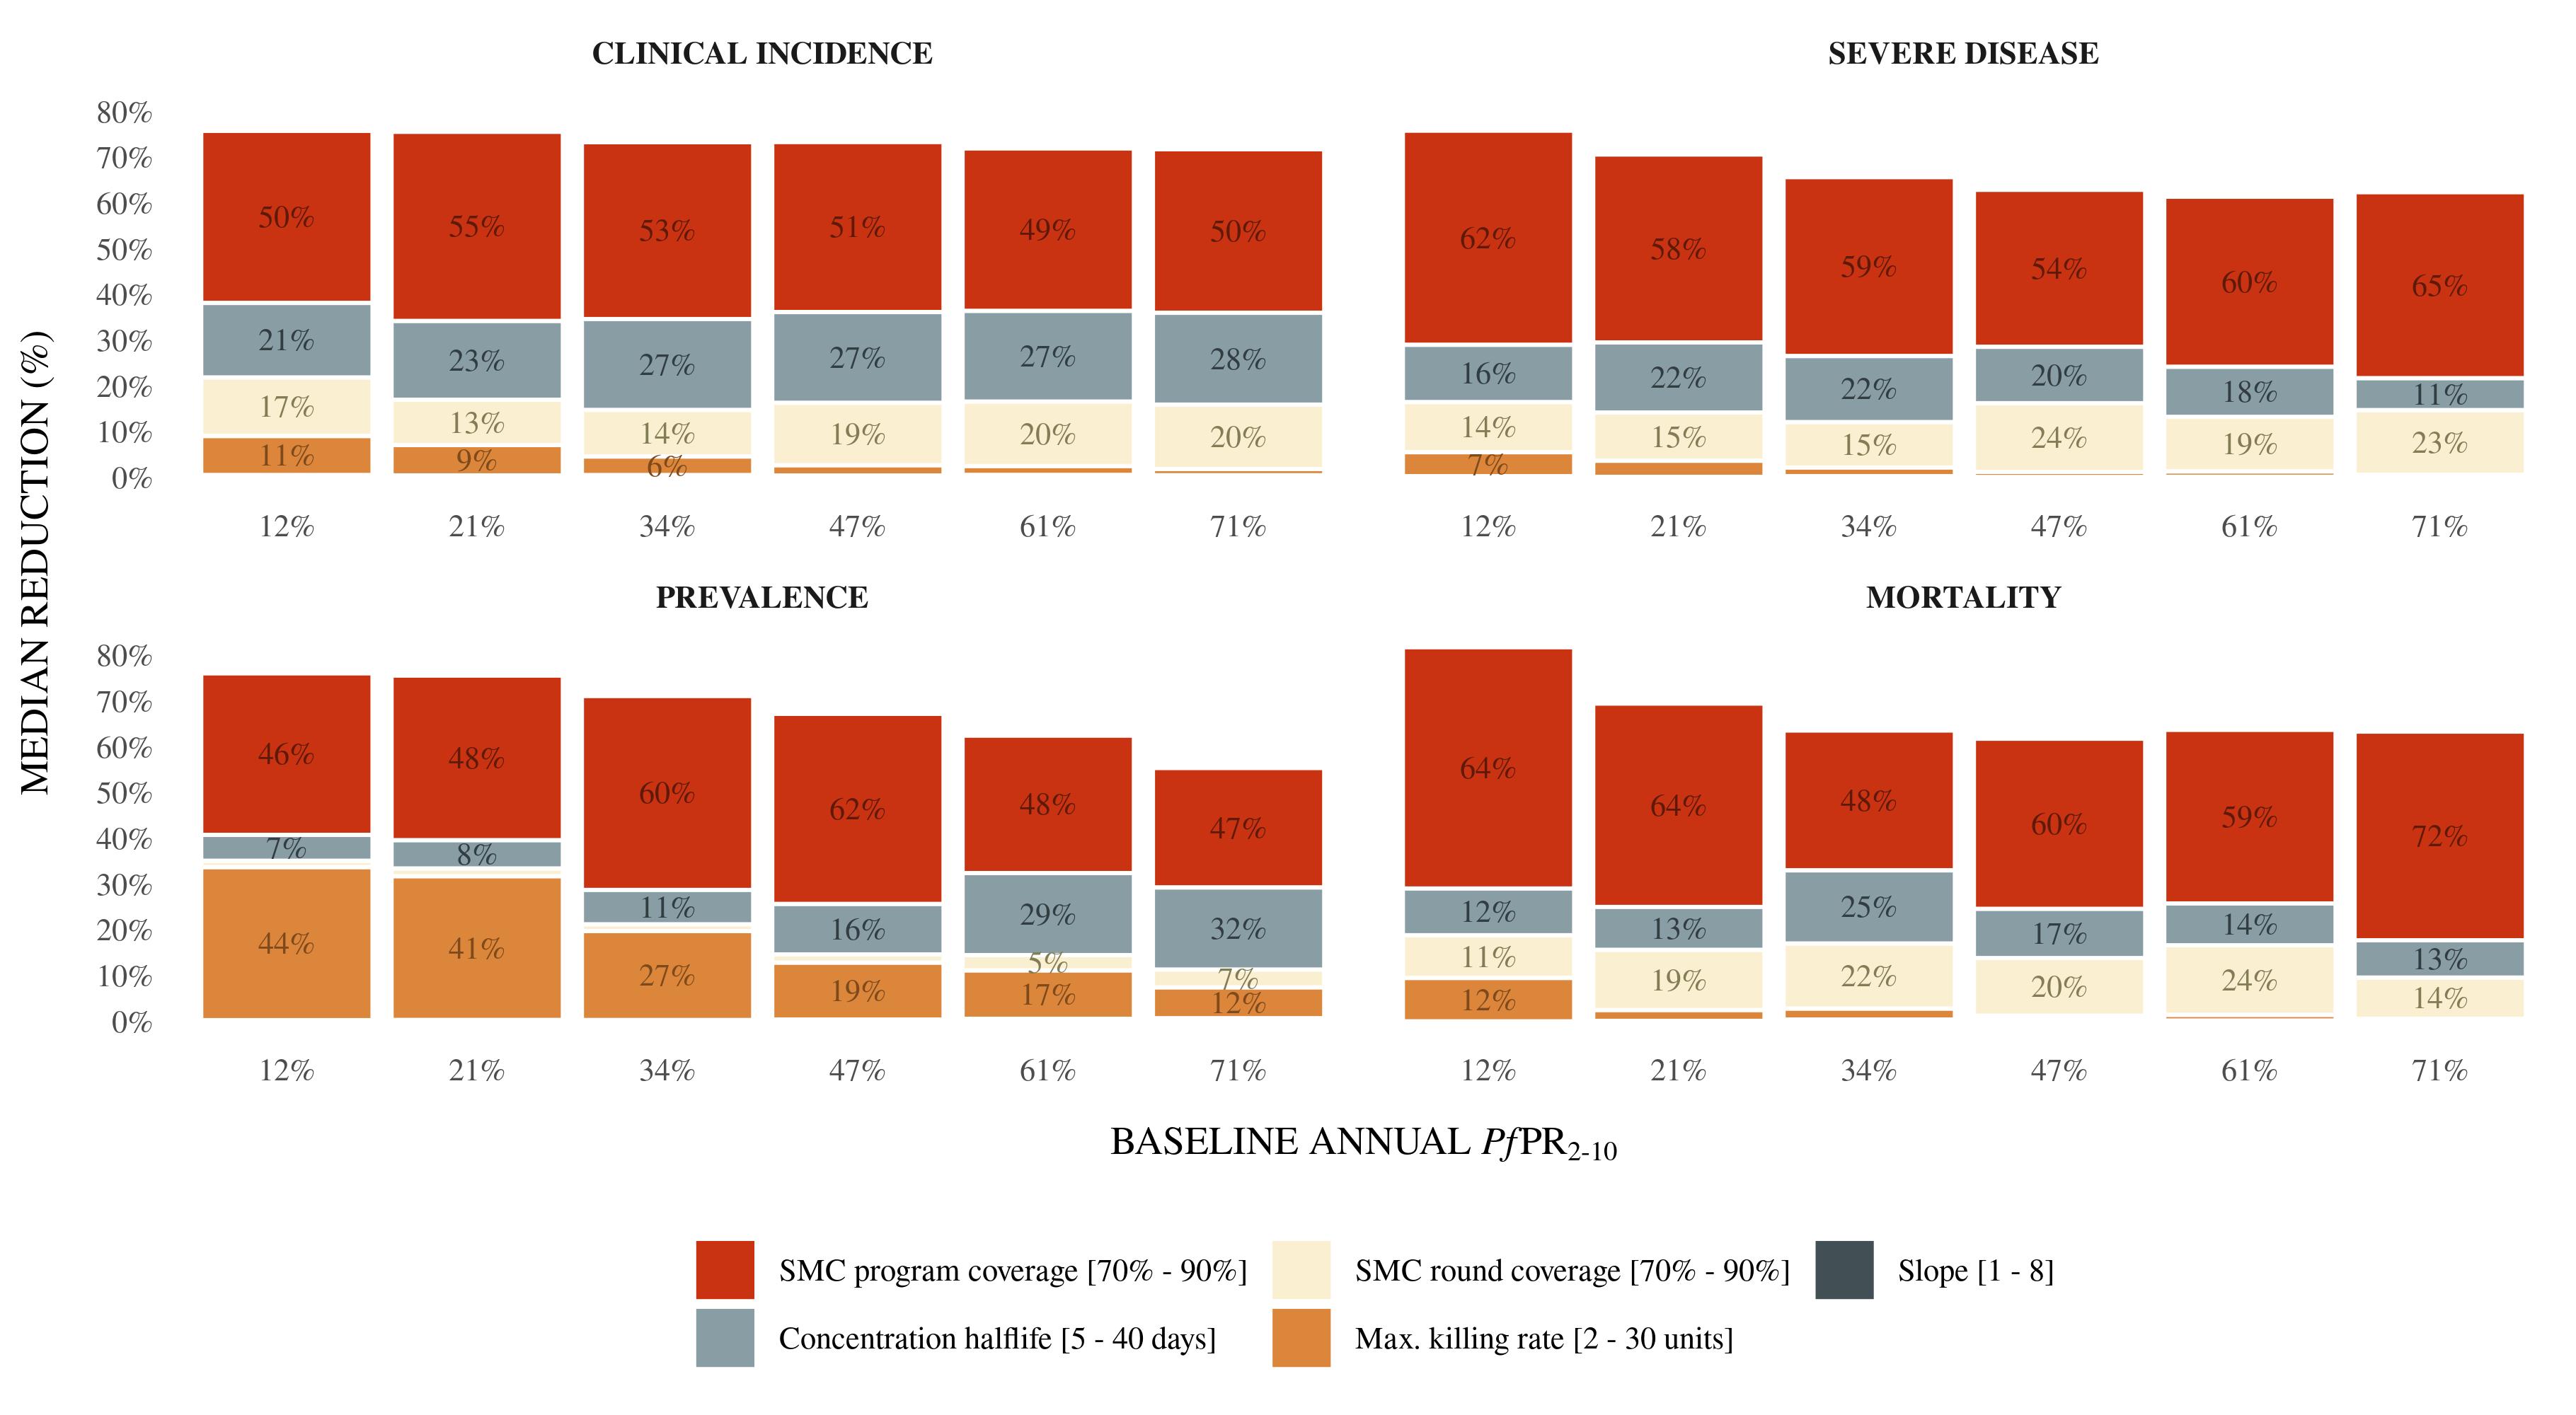 CLINICAL INCIDENCE
SEVERE DISEASE
MEDIAN REDUCTION (%)
80%
70%
60%
50%
40%
30%
20%
10%
0%
50% 55% 53% 51% 49% 50%
21% 23% 27% 27% 27% 28%
17% 13% 14% 19% 20% 20%
11% 9% 6%
12% 21% 34% 47% 61% 71%
62% 58% 59% 54% 60% 65%
16% 22% 22% 20% 18% 11%
14% 15% 15% 24% 19% 23%
7%
12% 21% 34% 47% 61% 71%
PREVALENCE
MORTALITY
80%
70%
60%
50%
40%
30%
20%
10%
0%
46% 48% 60% 62% 48% 47%
7% 8% 11% 16% 29% 32%
5% 7%
44% 41% 27% 19% 17% 12%
12% 21% 34% 47% 61% 71%
64% 64% 48% 60% 59% 72%
12% 13% 25% 17% 14% 13%
11% 19% 22% 20% 24% 14%
12%
12% 21% 34% 47% 61% 71%
BASELINE ANNUAL PfPR2-10
SMC program coverage [70% - 90%]
SMC round coverage [70% - 90%]
Slope [1 - 8]
Concentration halflife [5 - 40 days]
Max. killing rate [2 - 30 units]